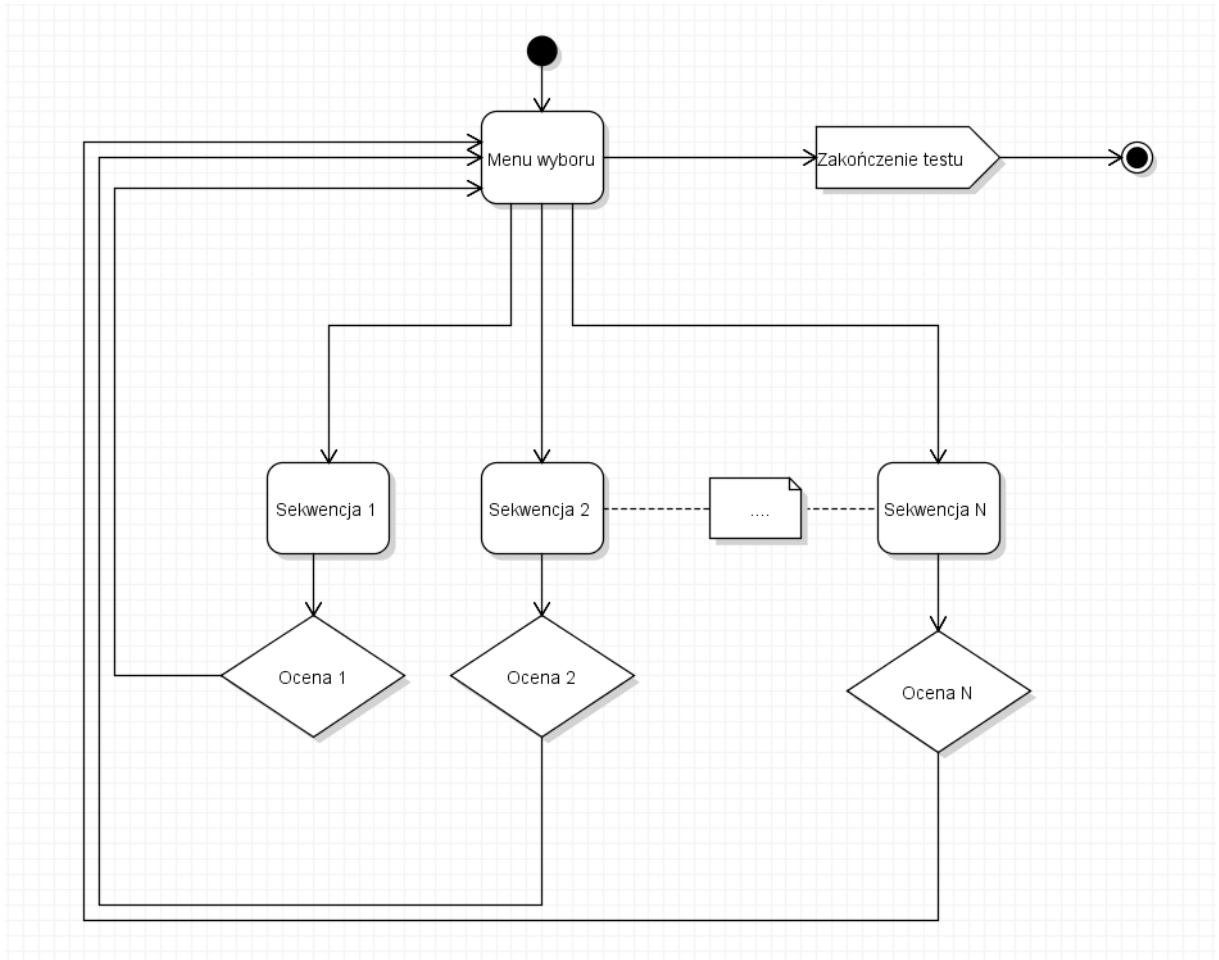 Menu wyboru
Zakończenie testu
Sekwencja 1
Sekwencja 2
....
Sekwencja N
Ocena 1
Ocena 2
Ocena N